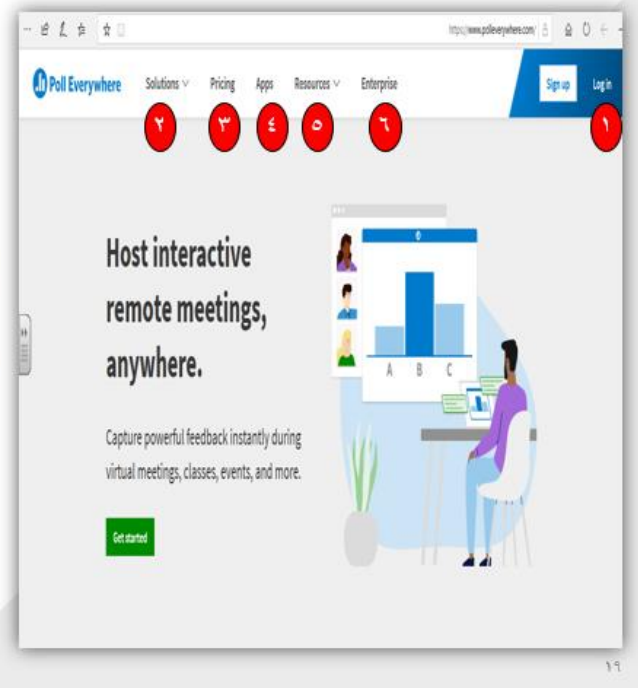 https://www.polleverywhere.com/
Poll Everywhere Solutions Pricing Apps Resources Enterprise Sign up Log in
٢ ٣ ٤ ٥ ٦ ١
Host interactive
remote meetings,
anywhere.
A B C
Capture powerful feedback instantly during
virtual meetings, classes, events, and more.
Get started
١٩